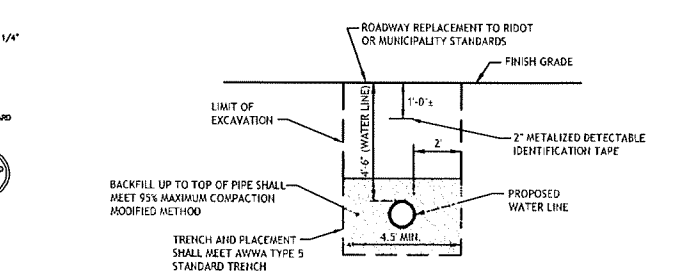 1/4"
ROADWAY REPLACEMENT TO RIDOT
OR MUNICIPALITY STANDARDS
FINISH GRADE
LIMIT OF
EXCAVATION
4'-6" (WATER LINE)
1'-0"±
2" METALIZED DETECTABLE
IDENTIFICATION TAPE
2'
BACKFILL UP TO TOP OF PIPE SHALL
MEET 95% MAXIMUM COMPACTION
MODIFIED METHOD
PROPOSED
WATER LINE
4.5' MIN.
TRENCH AND PLACEMENT
SHALL MEET AWWA TYPE 5
STANDARD TRENCH